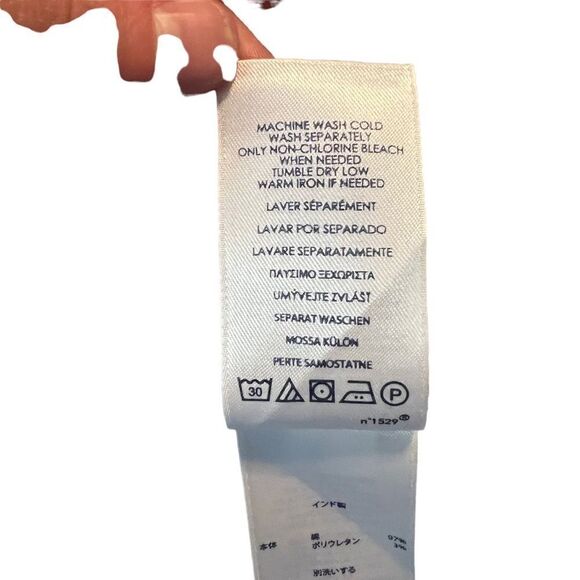 MACHINE WASH COLD
WASH SEPARATELY
ONLY NON-CHLORINE BLEACH
WHEN NEEDED
TUMBLE DRY LOW
WARM IRON IF NEEDED
LAVER SÉPARÉMENT
LAVAR POR SEPARADO
LAVARE SEPARATAMENTE
ΠΛΥΣΙΜΟ ΞΕΧΩΡΙΣΤΑ
UMÝVEJTE ZVLÁŠŤ
SEPARAT WASCHEN
MOSSA KÜLÖN
PERTE SAMOSTATNE
30 P
n°1529®
インド製
本体 綿 97%
ポリウレタン 3%
別洗いする